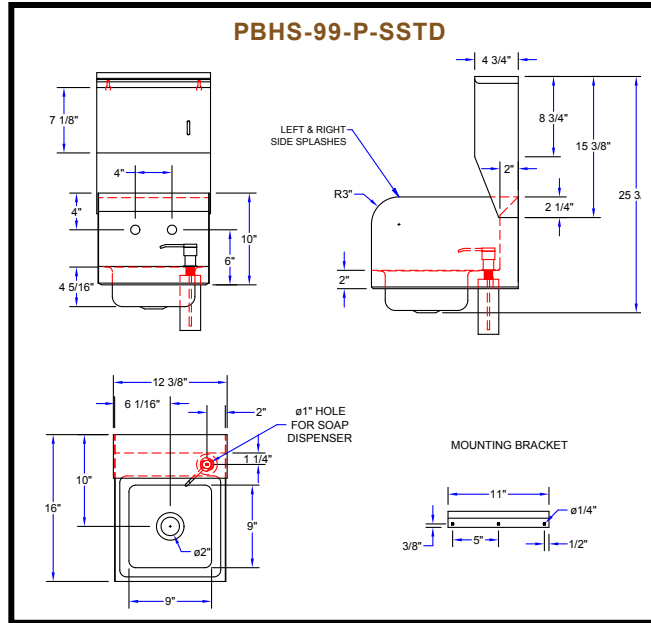 PBHS-99-P-SSTD
4 3/4"
7 1/8"
4"
4"
10"
6"
4 5/16"
LEFT & RIGHT
SIDE SPLASHES
R3"
8 3/4"
15 3/8"
2"
25 3
2 1/4"
2"
12 3/8"
6 1/16"
2"
ø1" HOLE
FOR SOAP
DISPENSER
1 1/4"
10"
16"
9"
ø2"
9"
MOUNTING BRACKET
11"
ø1/4"
3/8"
5"
1/2"